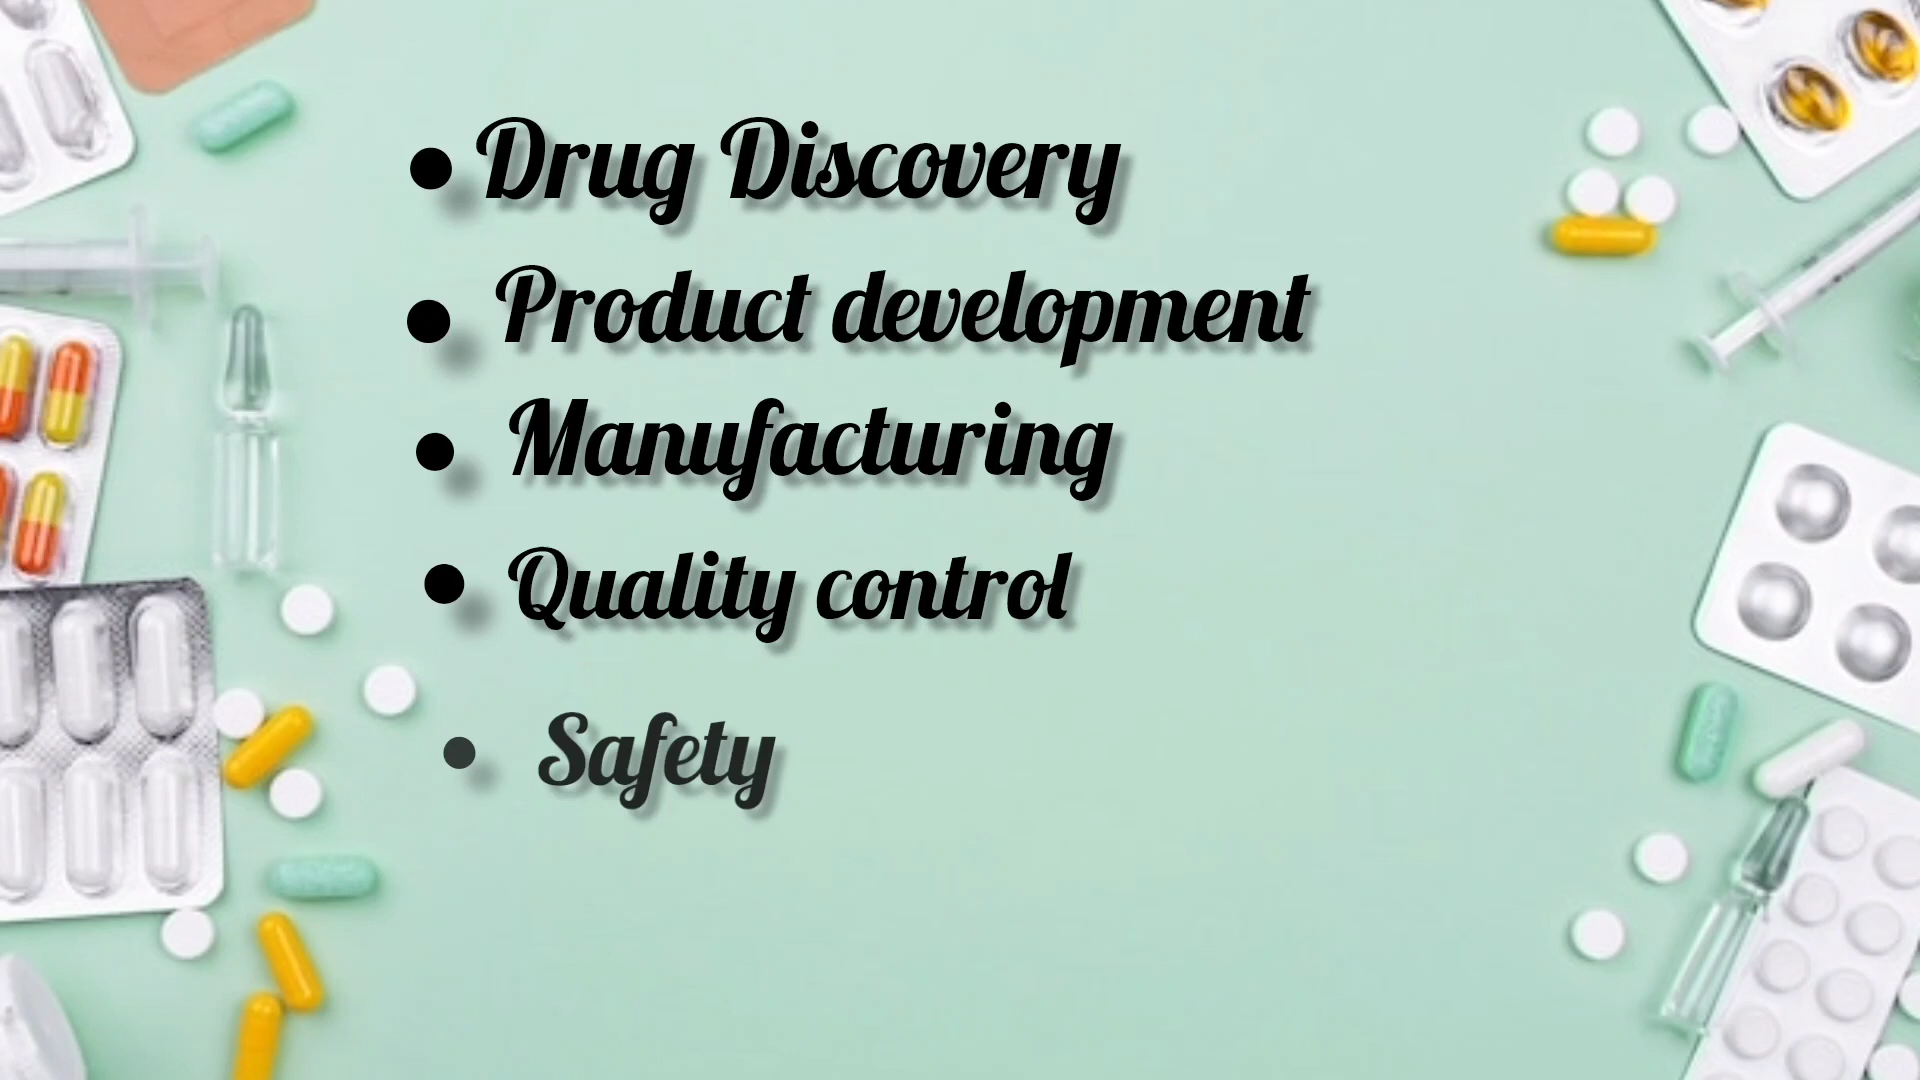 • Drug Discovery
• Product development
• Manufacturing
• Quality control
• Safety